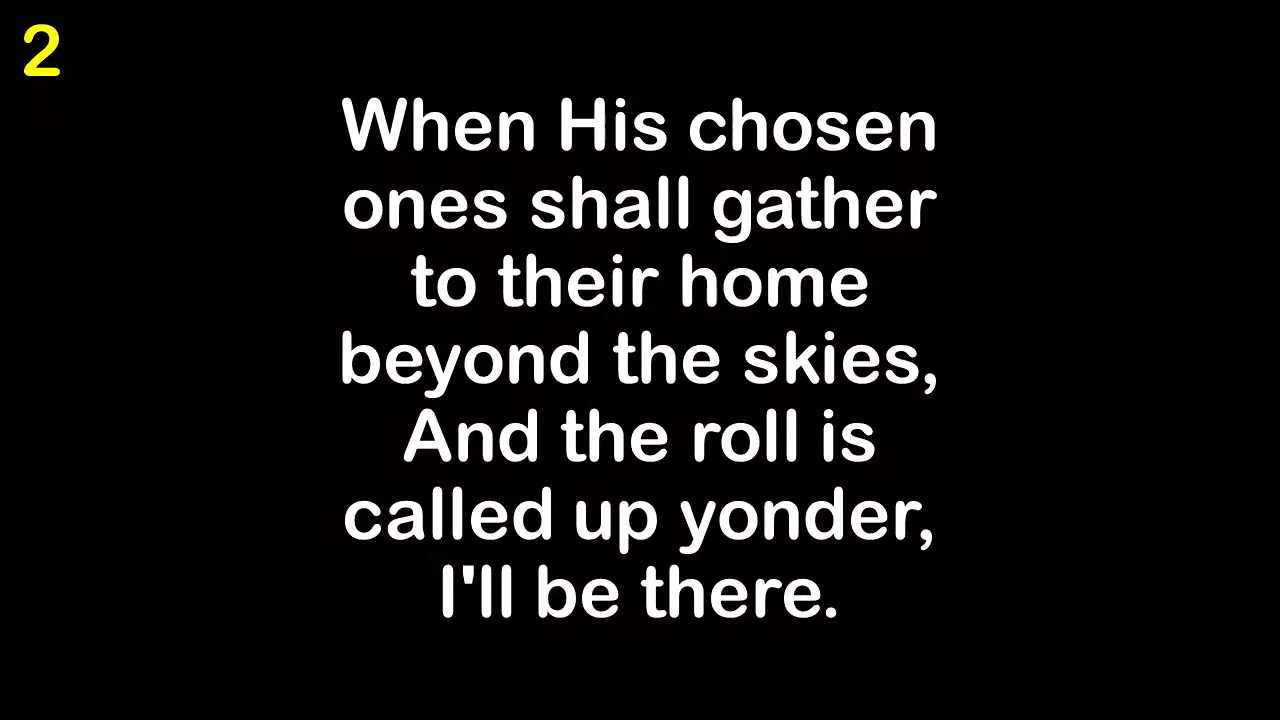 2
When His chosen
ones shall gather
to their home
beyond the skies,
And the roll is
called up yonder,
I'll be there.